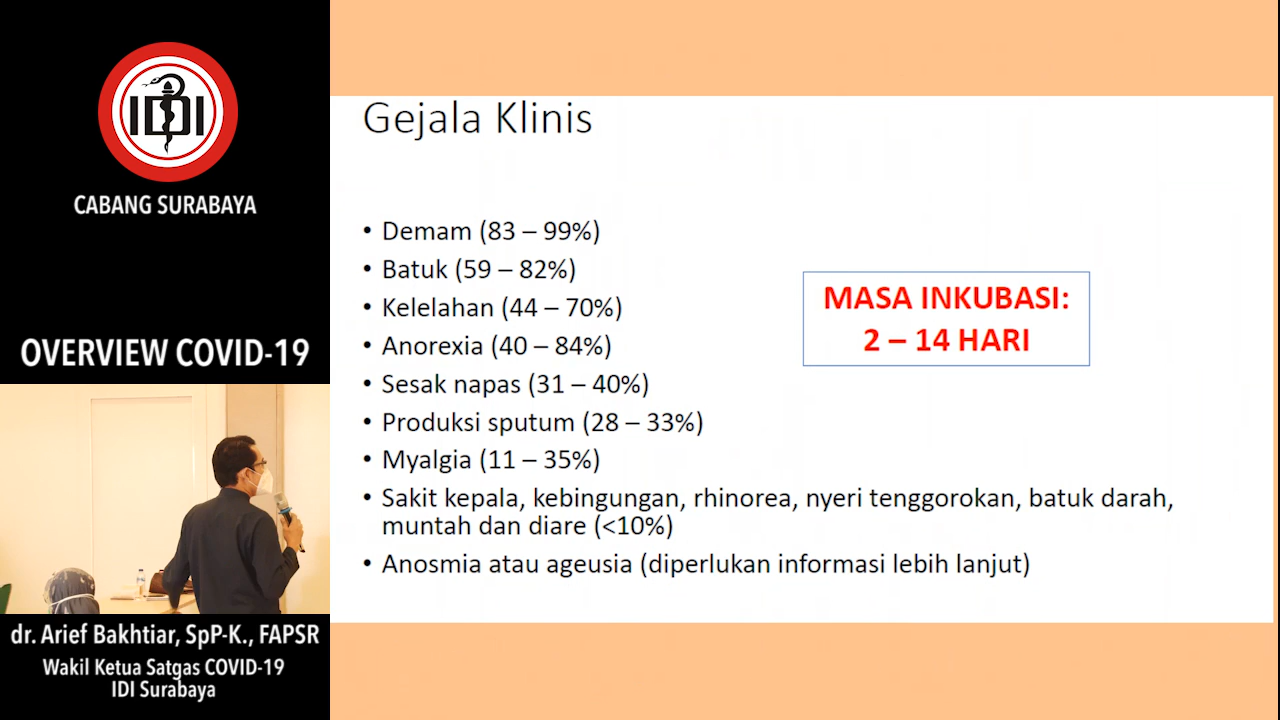 IDI
CABANG SURABAYA
OVERVIEW COVID-19
dr. Arief Bakhtiar, SpP-K., FAPSR
Wakil Ketua Satgas COVID-19
IDI Surabaya
Gejala Klinis
• Demam (83 – 99%)
• Batuk (59 – 82%)
• Kelelahan (44 – 70%)
• Anorexia (40 – 84%)
• Sesak napas (31 – 40%)
• Produksi sputum (28 – 33%)
• Myalgia (11 – 35%)
• Sakit kepala, kebingungan, rhinorea, nyeri tenggorokan, batuk darah,
muntah dan diare (<10%)
• Anosmia atau ageusia (diperlukan informasi lebih lanjut)
MASA INKUBASI:
2 – 14 HARI